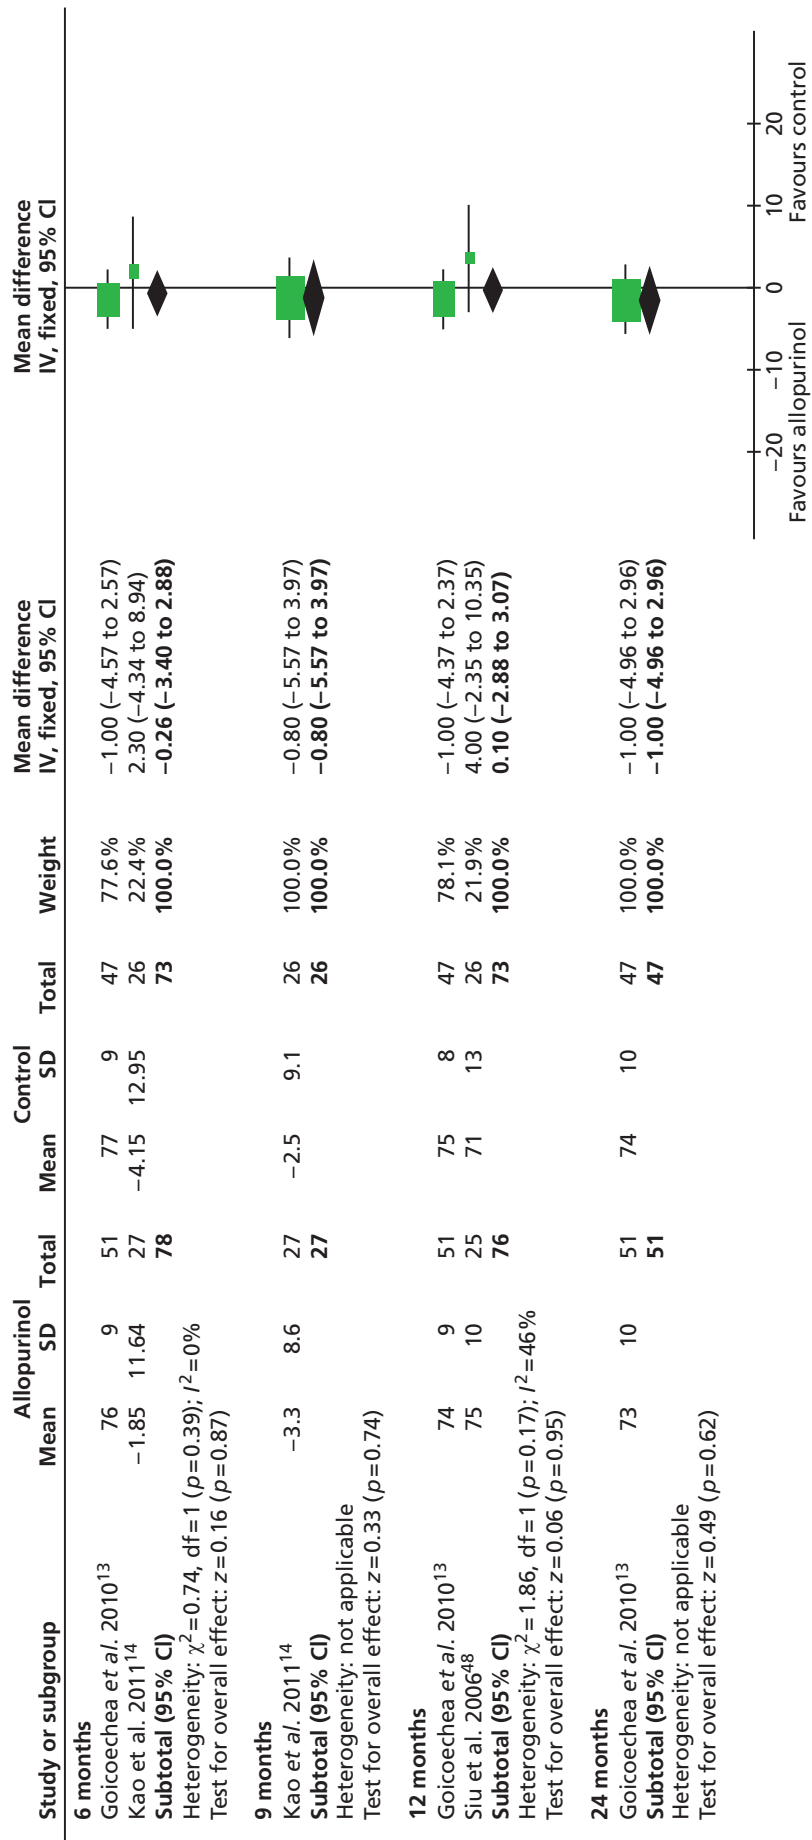 Allopurinol Control Mean difference Mean difference
Study or subgroup Mean SD Total Mean SD Total Weight IV, fixed, 95% CI IV, fixed, 95% CI
6 months
Goicoechea et al. 2010¹³ 76 9 51 77 9 47 77.6% −1.00 (−4.57 to 2.57)
Kao et al. 2011¹⁴ −1.85 11.64 27 −4.15 12.95 26 22.4% 2.30 (−4.34 to 8.94)
Subtotal (95% CI) 78 73 100.0% −0.26 (−3.40 to 2.88)
Heterogeneity: χ²=0.74, df=1 (p=0.39); I²=0%
Test for overall effect: z=0.16 (p=0.87)
9 months
Kao et al. 2011¹⁴ −3.3 8.6 27 −2.5 9.1 26 100.0% −0.80 (−5.57 to 3.97)
Subtotal (95% CI) 27 26 100.0% −0.80 (−5.57 to 3.97)
Heterogeneity: not applicable
Test for overall effect: z=0.33 (p=0.74)
12 months
Goicoechea et al. 2010¹³ 74 9 51 75 8 47 78.1% −1.00 (−4.37 to 2.37)
Siu et al. 2006⁴⁸ 75 10 25 71 13 26 21.9% 4.00 (−2.35 to 10.35)
Subtotal (95% CI) 76 73 100.0% 0.10 (−2.88 to 3.07)
Heterogeneity: χ²=1.86, df=1 (p=0.17); I²=46%
Test for overall effect: z=0.06 (p=0.95)
24 months
Goicoechea et al. 2010¹³ 73 10 51 74 10 47 100.0% −1.00 (−4.96 to 2.96)
Subtotal (95% CI) 51 47 100.0% −1.00 (−4.96 to 2.96)
Heterogeneity: not applicable
Test for overall effect: z=0.49 (p=0.62)
−20 −10 0 10 20
Favours allopurinol Favours control